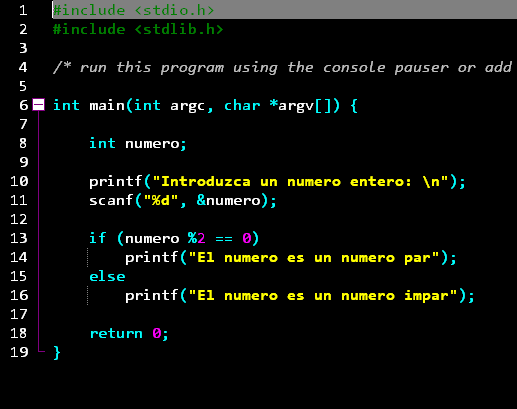 1 #include <stdio.h>
2 #include <stdlib.h>
3
4 /* run this program using the console pauser or add
5
6 int main(int argc, char *argv[]) {
7
8 int numero;
9
10 printf("Introduzca un numero entero: \n");
11 scanf("%d", &numero);
12
13 if (numero %2 == 0)
14 printf("El numero es un numero par");
15 else
16 printf("El numero es un numero impar");
17
18 return 0;
19 }